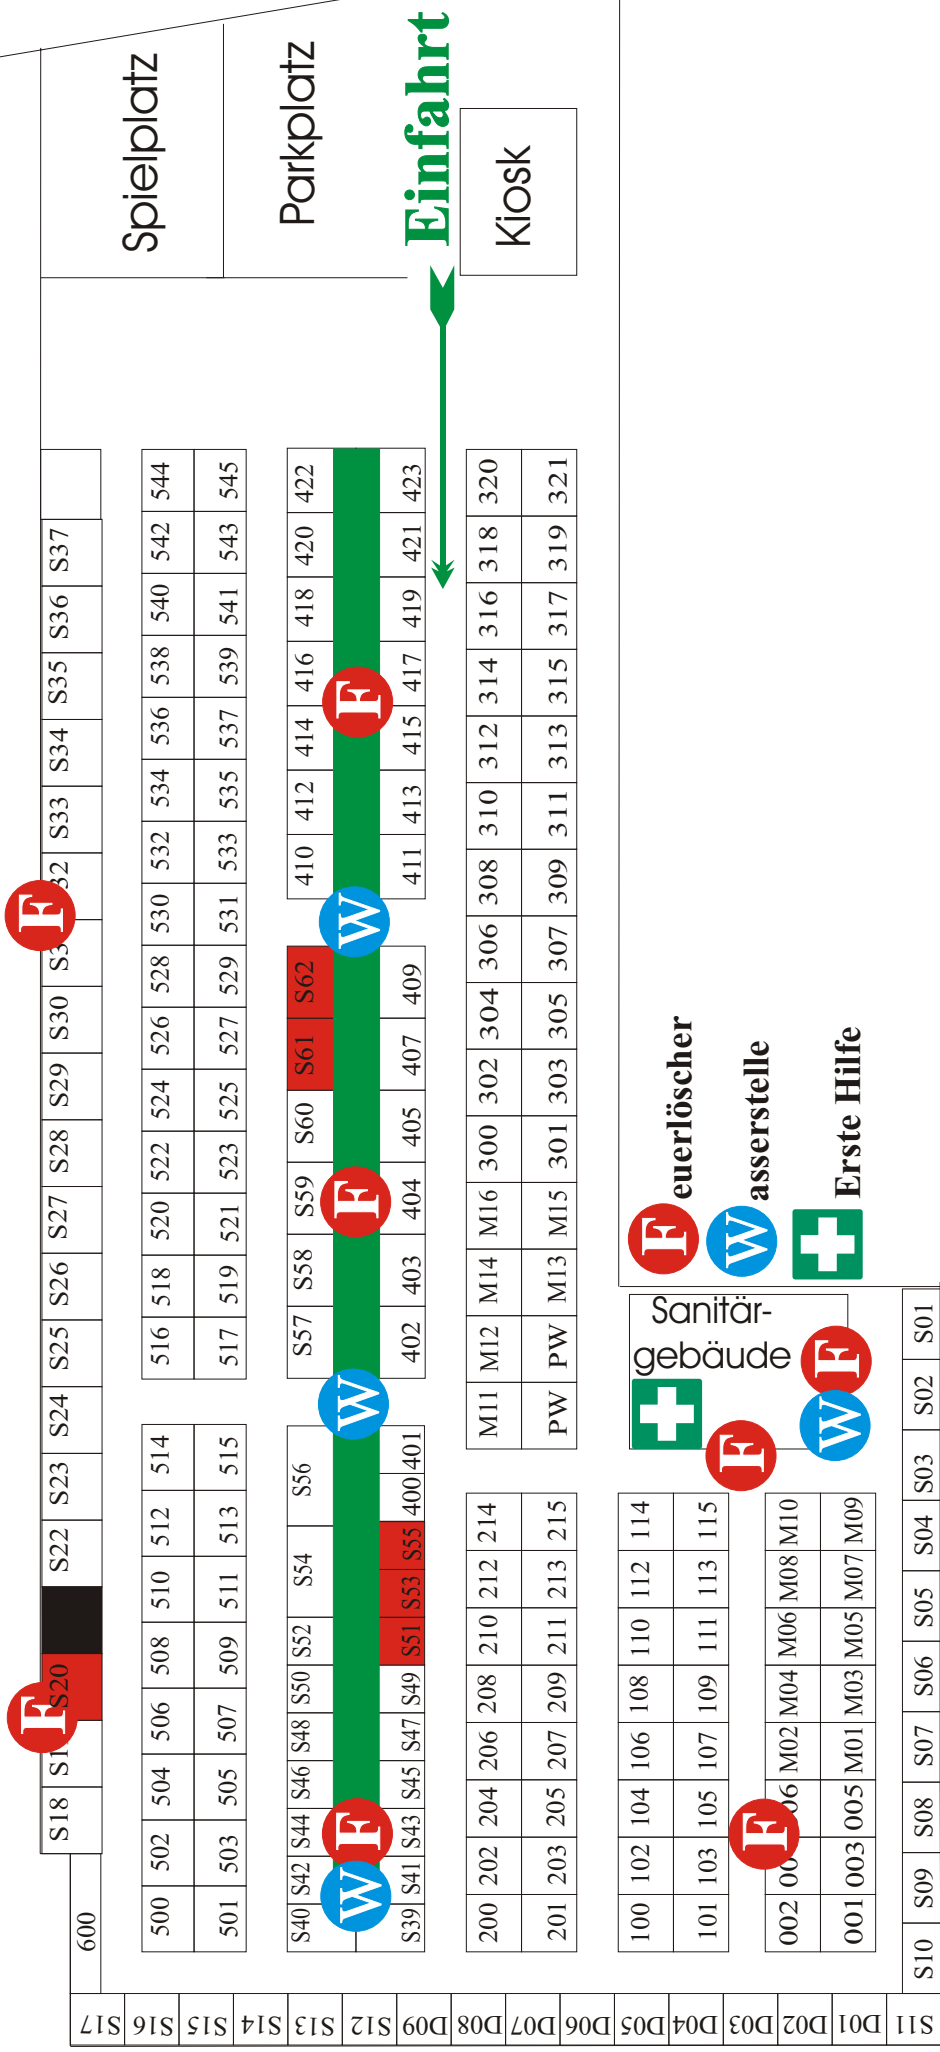 Spielplatz
Parkplatz
Einfahrt
Kiosk
F F
S18 S20 S22 S23 S24 S25 S26 S27 S28 S29 S30 32 S33 S34 S35 S36 S37
600
500 502 504 506 508 510 512 514 516 518 520 522 524 526 528 530 532 534 536 538 540 542 544
501 503 505 507 509 511 513 515 517 519 521 523 525 527 529 531 533 535 537 539 541 543 545
S40 S42 S44 S46 S48 S50 S52 S54 S56 S57 S58 S59 S60 S61 S62 410 412 414 416 418 420 422
W F W F W F
S39 S41 S43 S45 S47 S49 S51 S53 S55 400 401 402 403 404 405 407 409 411 413 415 417 419 421 423
200 202 204 206 208 210 212 214 M11 M12 M14 M16 300 302 304 306 308 310 312 314 316 318 320
201 203 205 207 209 211 213 215 PW PW M13 M15 301 303 305 307 309 311 313 315 317 319 321
100 102 104 106 108 110 112 114
101 103 105 107 109 111 113 115
F F
002 00 06 M02 M04 M06 M08 M10
001 003 005 M01 M03 M05 M07 M09
Sanitär-
gebäude
W F
S10 S09 S08 S07 S06 S05 S04 S03 S02 S01
Feuerlöscher
Wasserstelle
Erste Hilfe
S17 S16 S15 S14 S13 S12 D09 D08 D07 D06 D05 D04 D03 D02 D01 S11